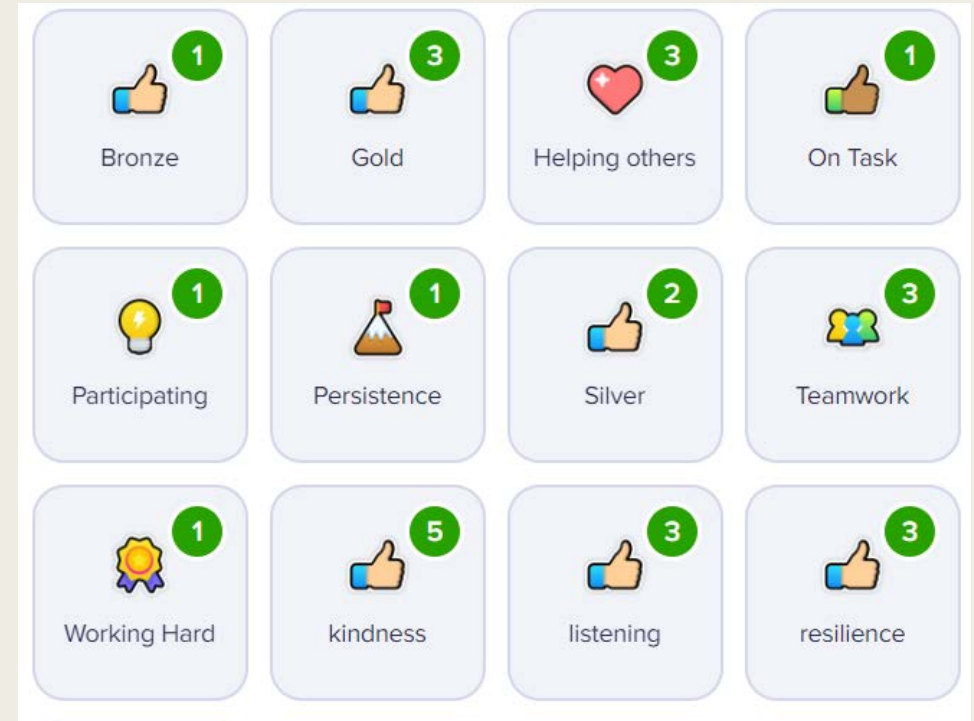 1
Bronze
3
Gold
3
Helping others
1
On Task
1
Participating
1
Persistence
2
Silver
3
Teamwork
1
Working Hard
5
kindness
3
listening
3
resilience